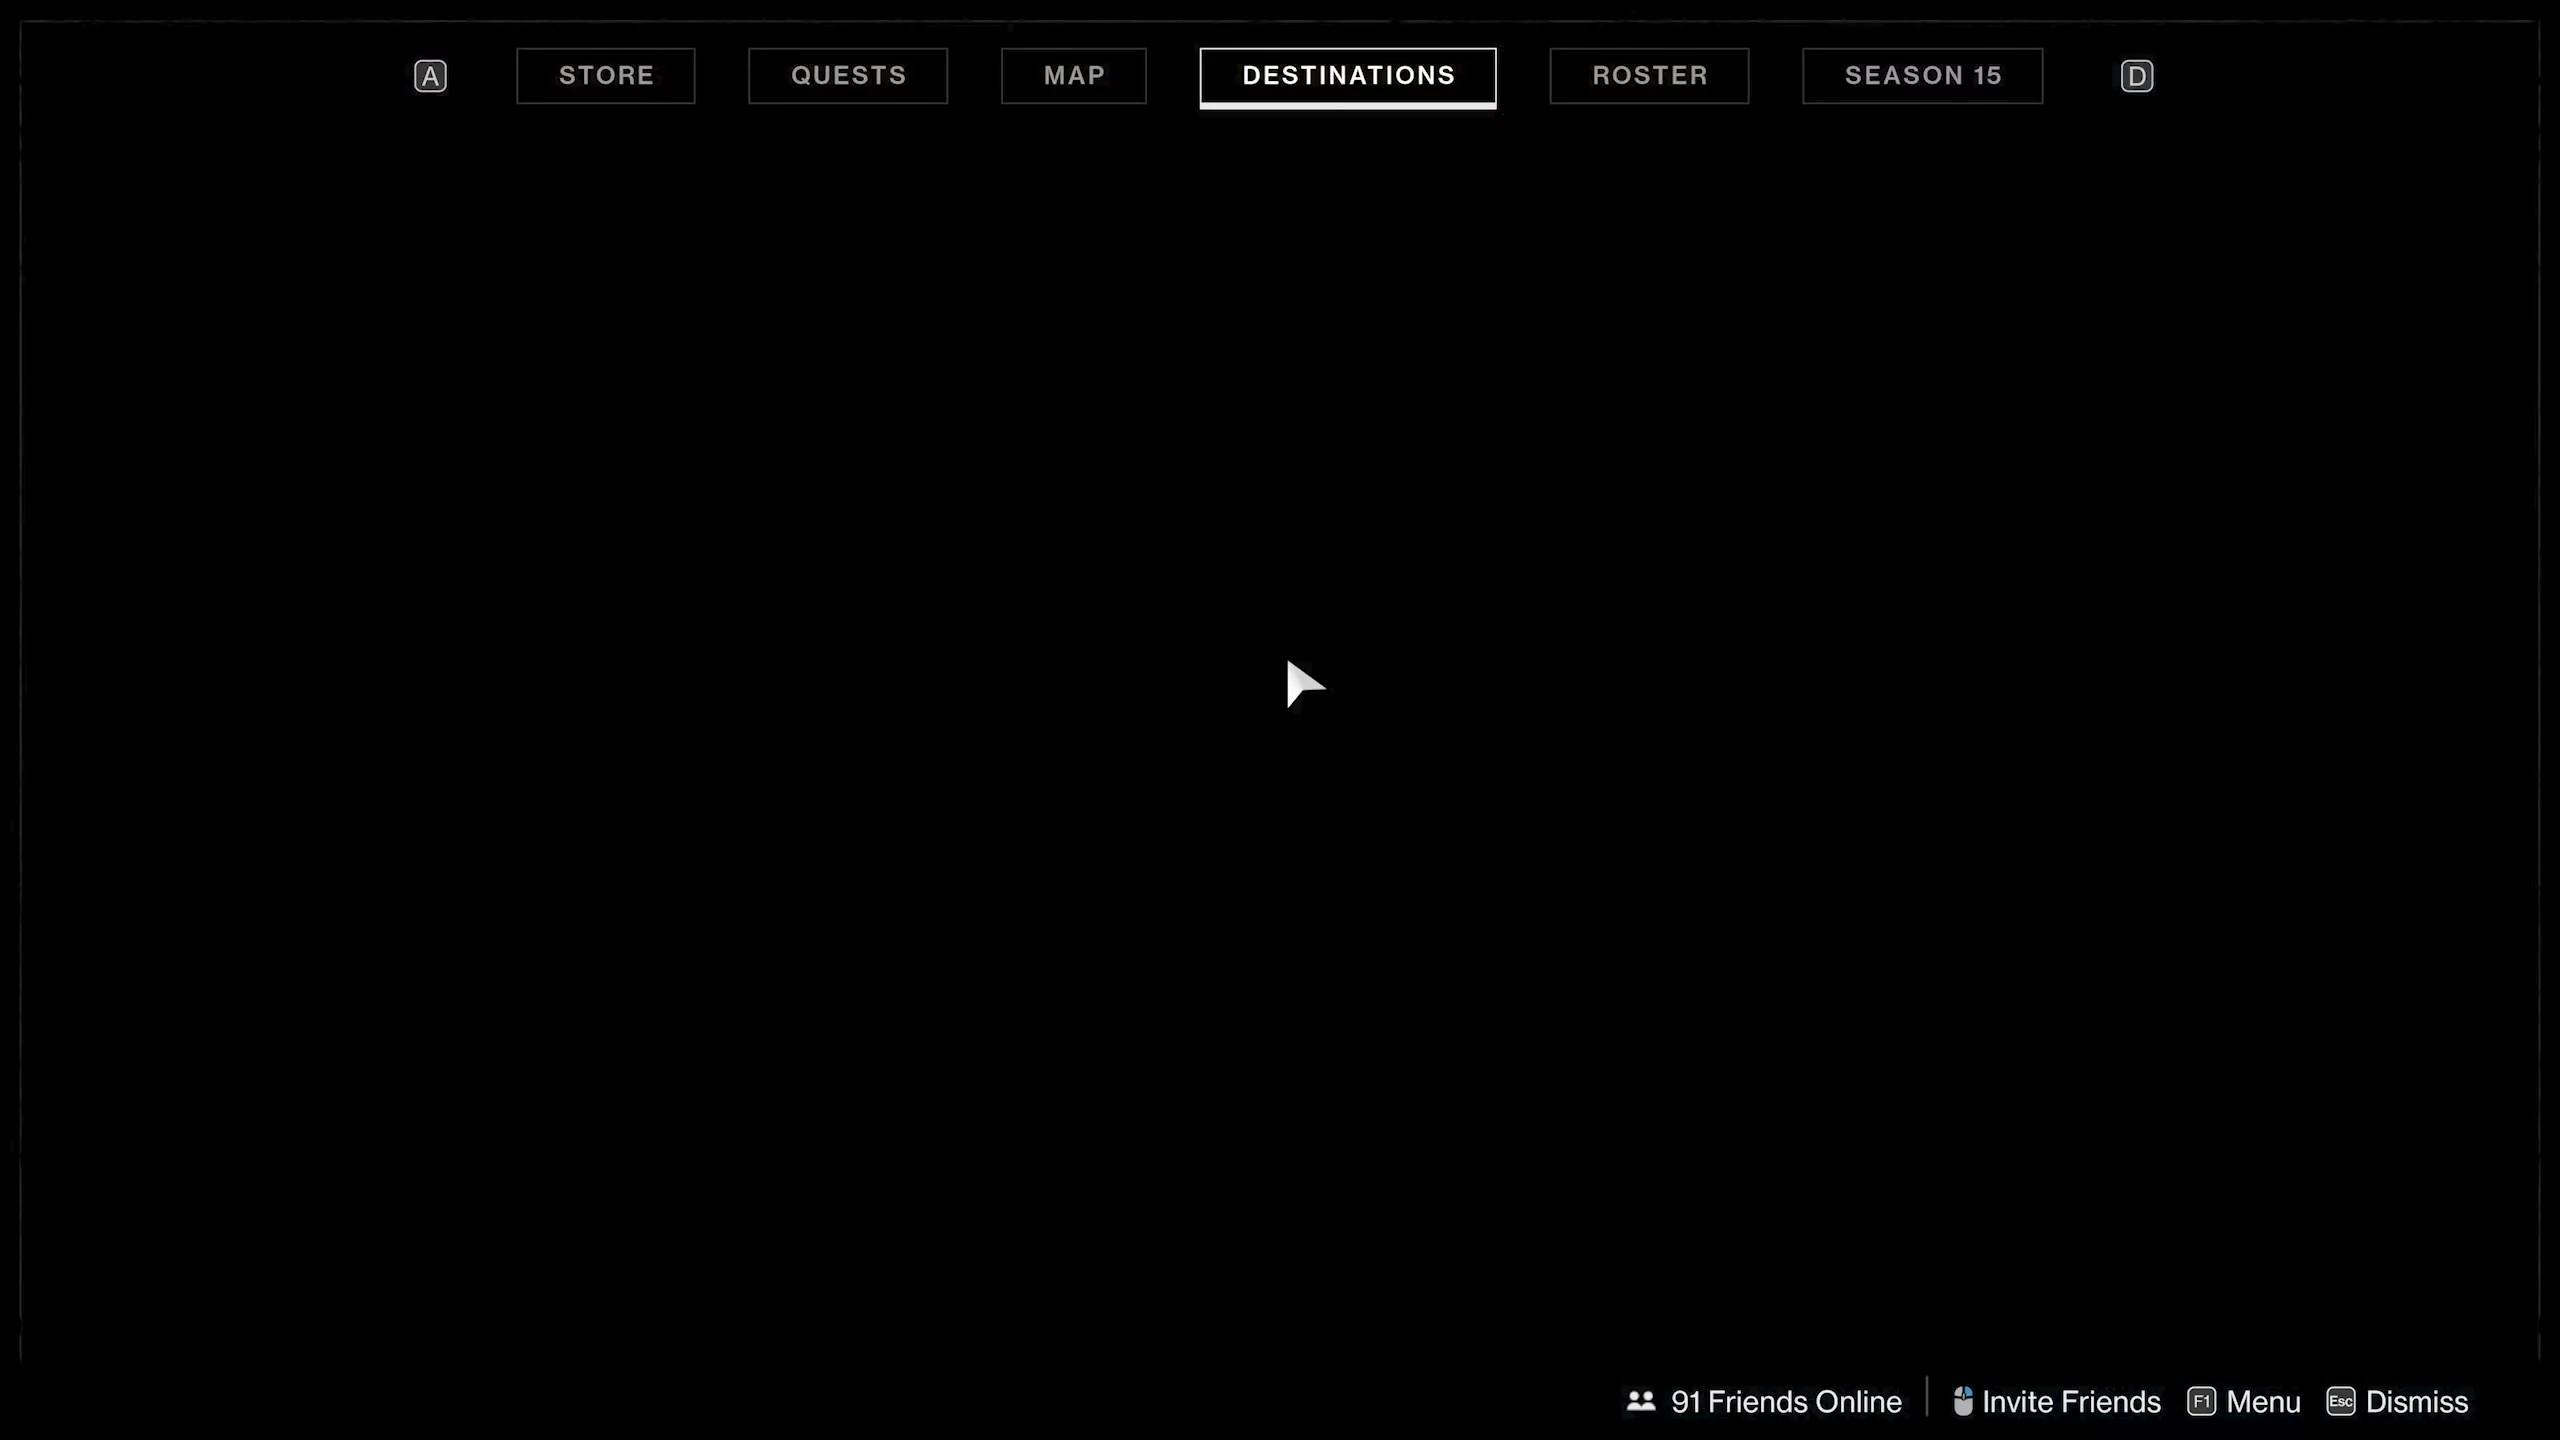 A STORE QUESTS MAP DESTINATIONS ROSTER SEASON 15 D
91 Friends Online Invite Friends F1 Menu Esc Dismiss